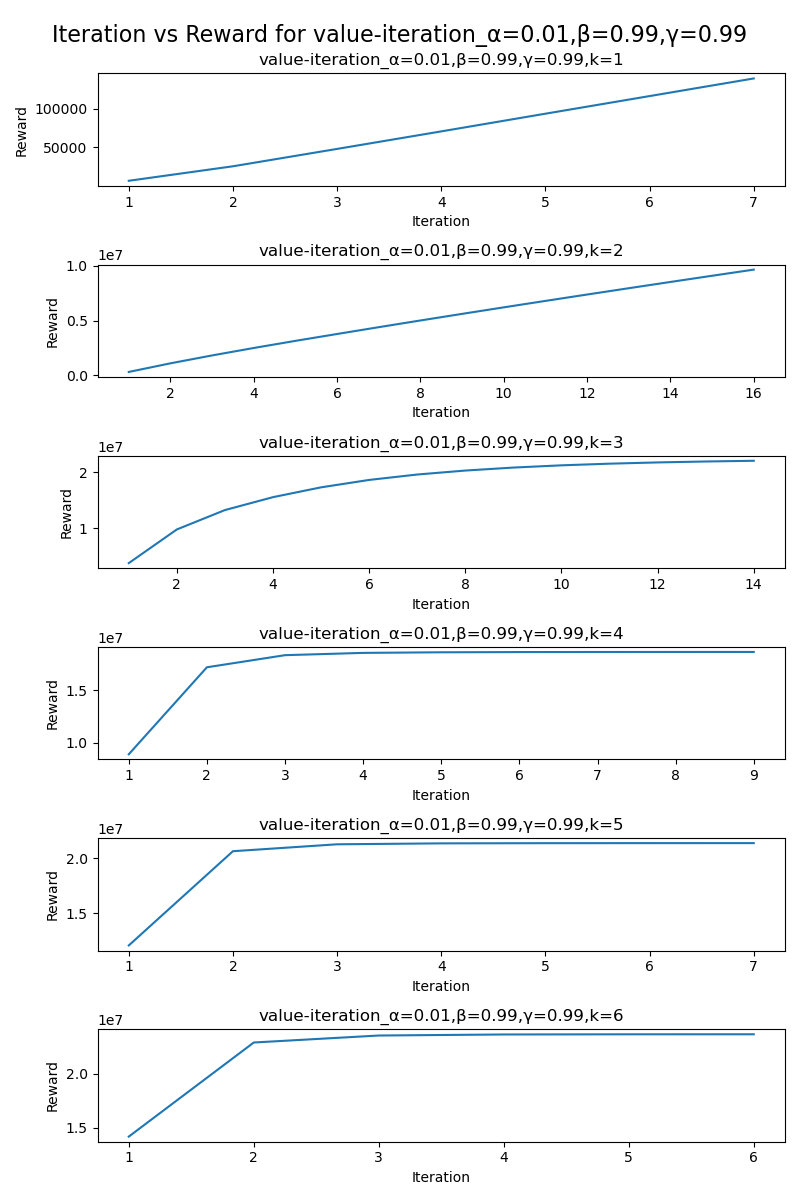 Iteration vs Reward for value-iteration_α=0.01,β=0.99,γ=0.99
value-iteration_α=0.01,β=0.99,γ=0.99,k=1
100000
50000
Reward
1 2 3 4 5 6 7
Iteration
value-iteration_α=0.01,β=0.99,γ=0.99,k=2
1e7
1.0
0.5
0.0
Reward
2 4 6 8 10 12 14 16
Iteration
value-iteration_α=0.01,β=0.99,γ=0.99,k=3
1e7
2
1
Reward
2 4 6 8 10 12 14
Iteration
value-iteration_α=0.01,β=0.99,γ=0.99,k=4
1e7
1.5
1.0
Reward
1 2 3 4 5 6 7 8 9
Iteration
value-iteration_α=0.01,β=0.99,γ=0.99,k=5
1e7
2.0
1.5
Reward
1 2 3 4 5 6 7
Iteration
value-iteration_α=0.01,β=0.99,γ=0.99,k=6
1e7
2.0
1.5
Reward
1 2 3 4 5 6
Iteration